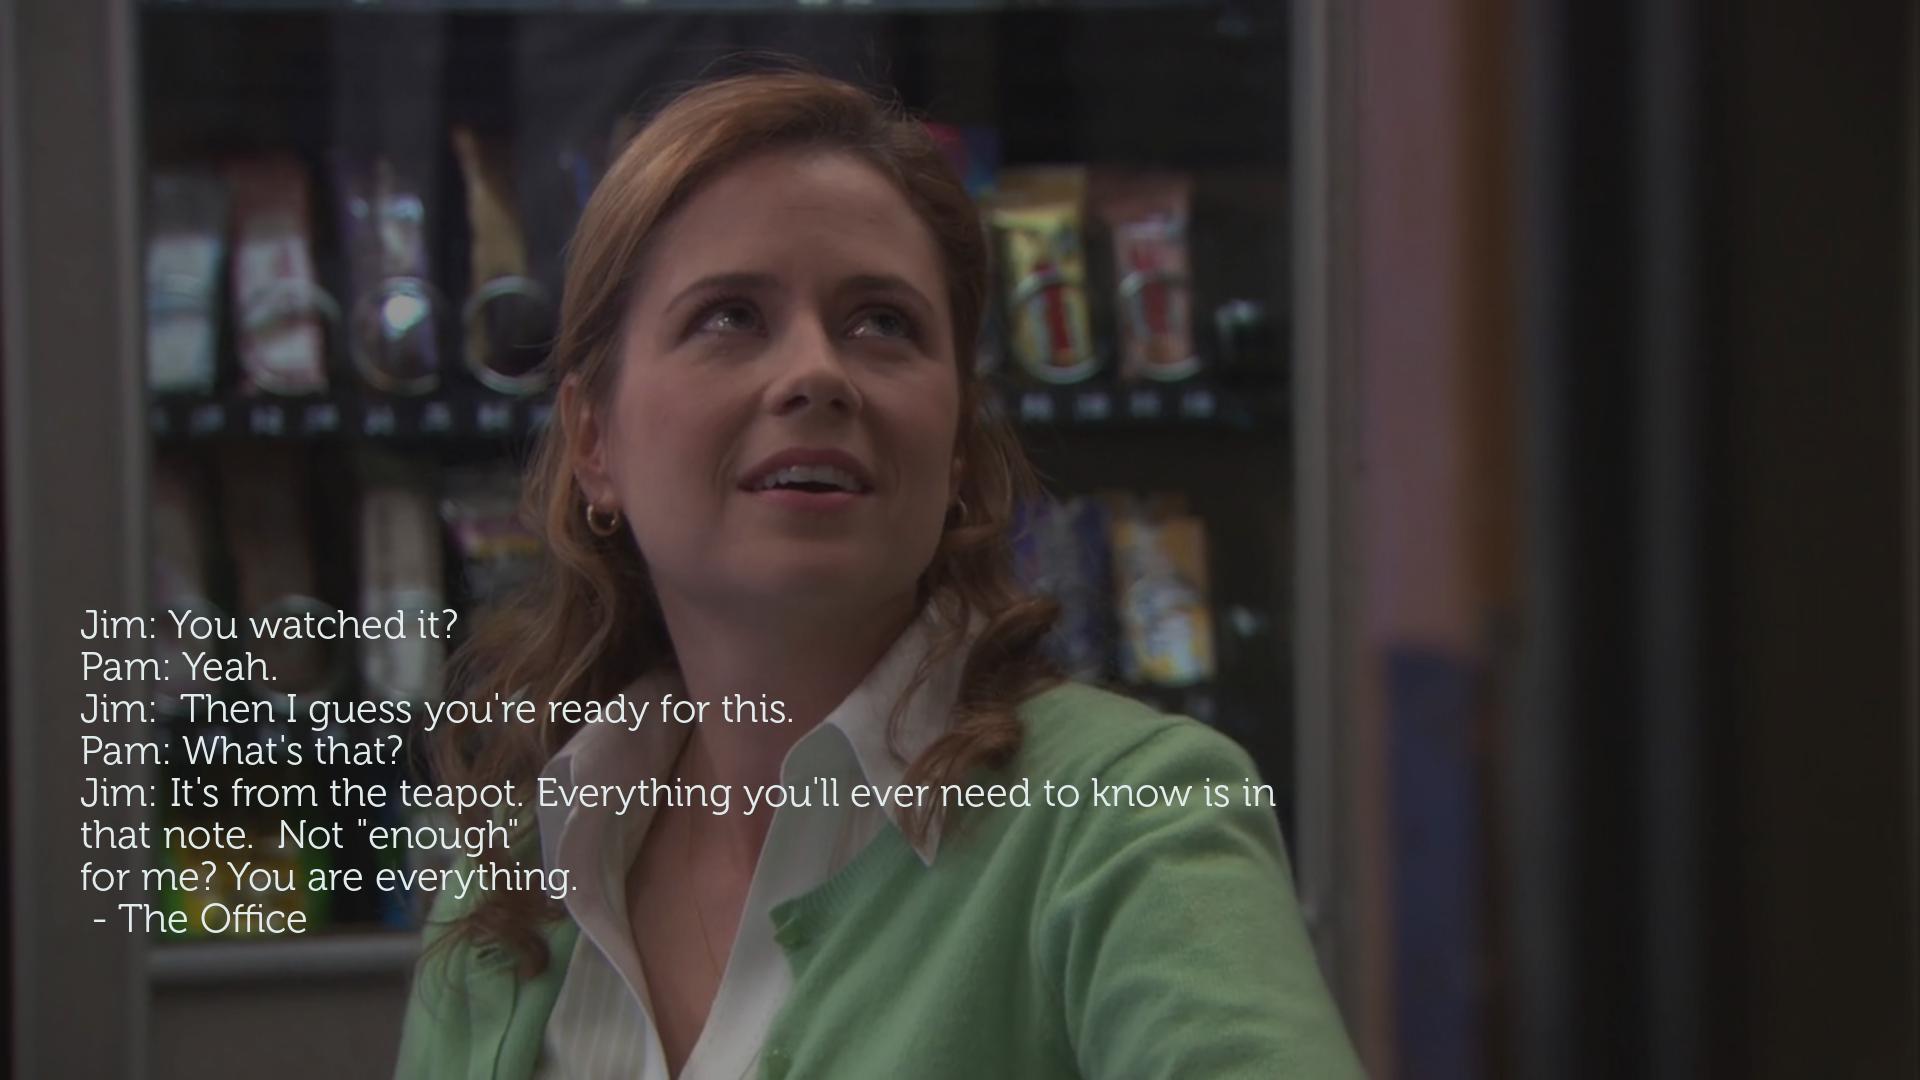 Jim: You watched it?
Pam: Yeah.
Jim:  Then I guess you're ready for this.
Pam: What's that?
Jim: It's from the teapot. Everything you'll ever need to know is in
that note.  Not "enough"
for me? You are everything.
 - The Office